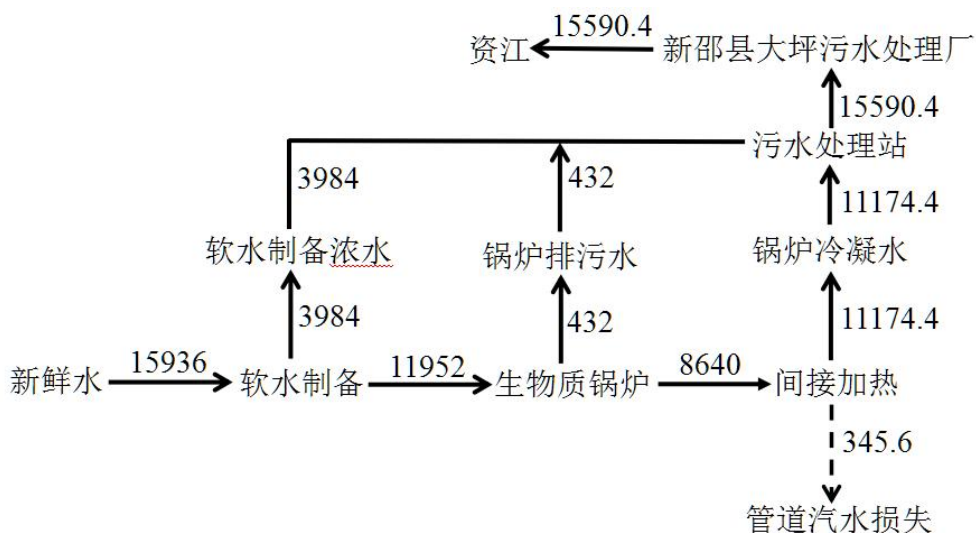 15590.4
资江
新邵县大坪污水处理厂
15590.4
污水处理站
3984
432
11174.4
软水制备浓水
锅炉排污水
锅炉冷凝水
3984
432
11174.4
新鲜水
15936
软水制备
11952
生物质锅炉
8640
间接加热
345.6
管道汽水损失